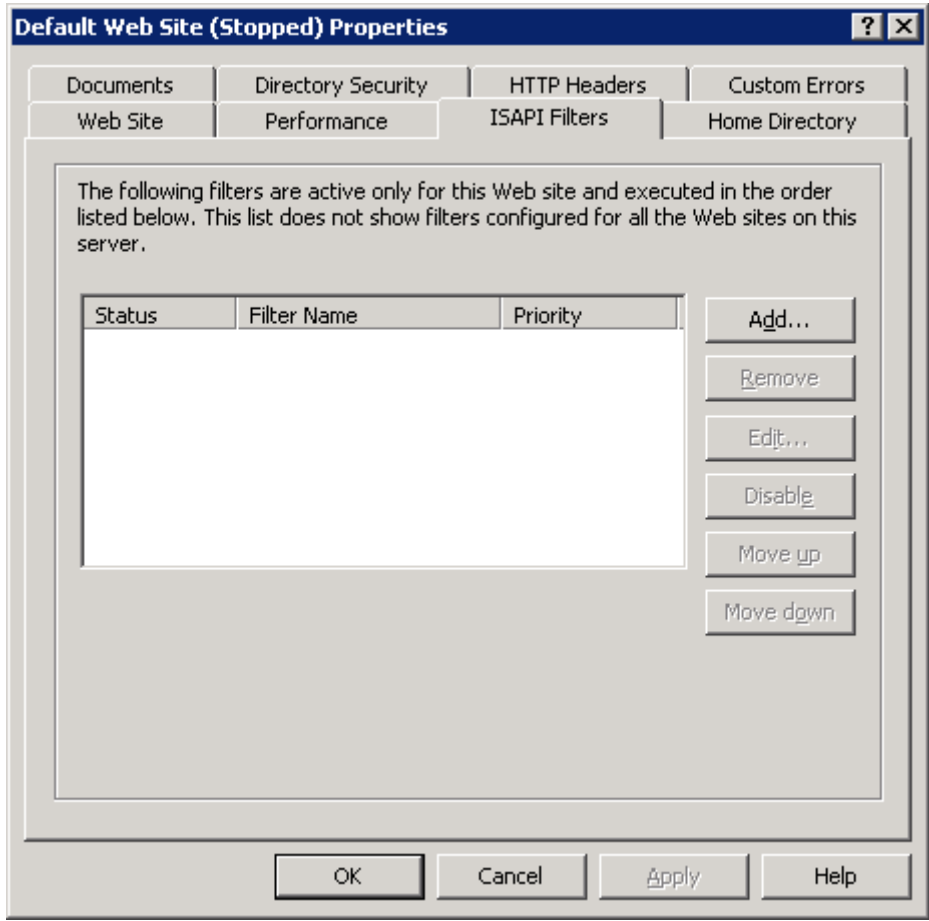 Default Web Site (Stopped) Properties
Documents
Directory Security
HTTP Headers
Custom Errors
Web Site
Performance
ISAPI Filters
Home Directory
The following filters are active only for this Web site and executed in the order
listed below. This list does not show filters configured for all the Web sites on this
server.
Status
Filter Name
Priority
Add...
Remove
Edit...
Disable
Move up
Move down
OK
Cancel
Apply
Help